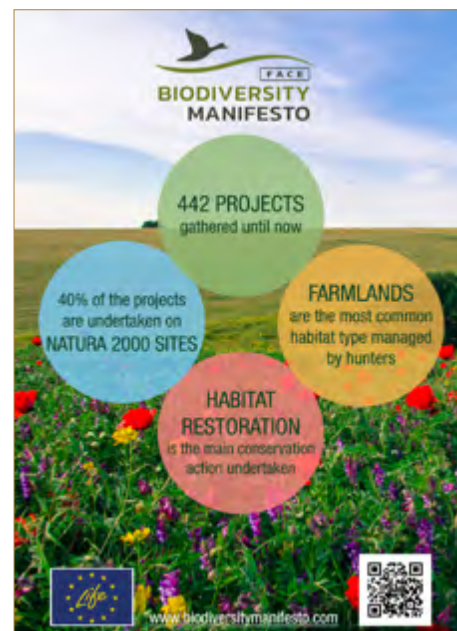 FACE
BIODIVERSITY
MANIFESTO
442 PROJECTS
gathered until now
40% of the projects
are undertaken on
NATURA 2000 SITES
FARMLANDS
are the most common
habitat type managed
by hunters
HABITAT
RESTORATION
is the main conservation
action undertaken
Life
"www.biodiversitymanifesto.com